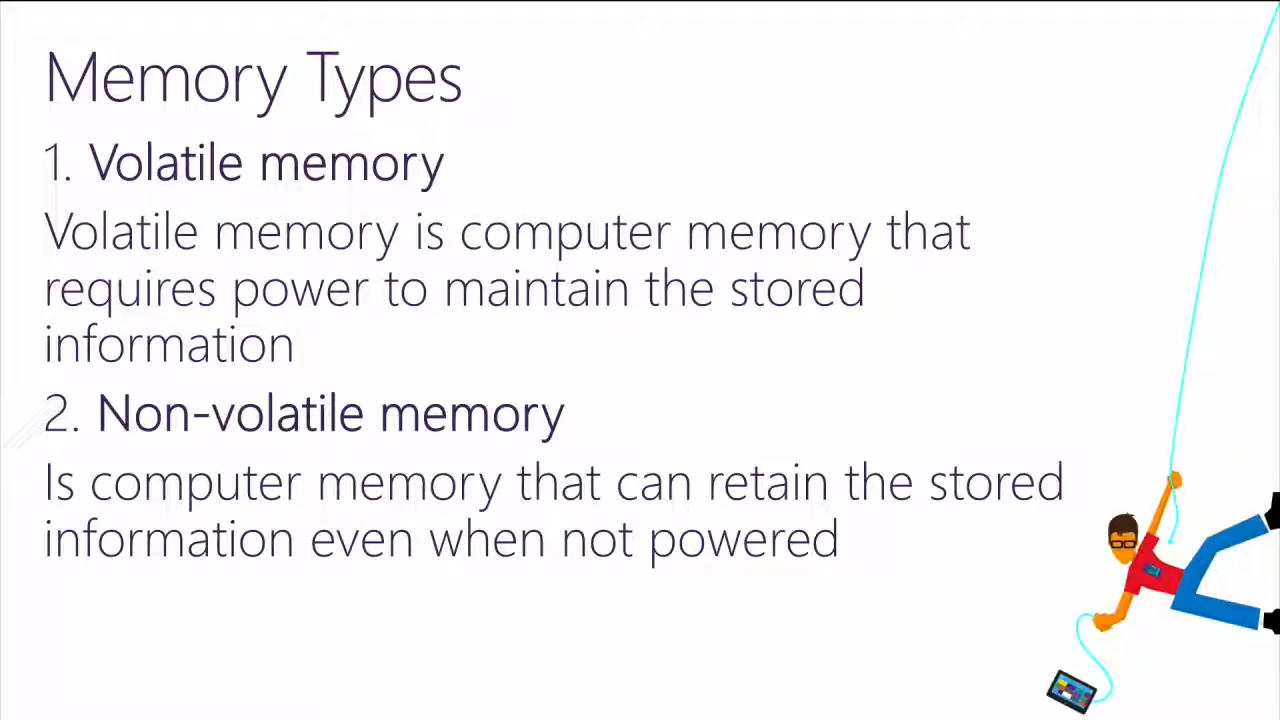 Memory Types
1. Volatile memory
Volatile memory is computer memory that
requires power to maintain the stored
information
2. Non-volatile memory
Is computer memory that can retain the stored
information even when not powered